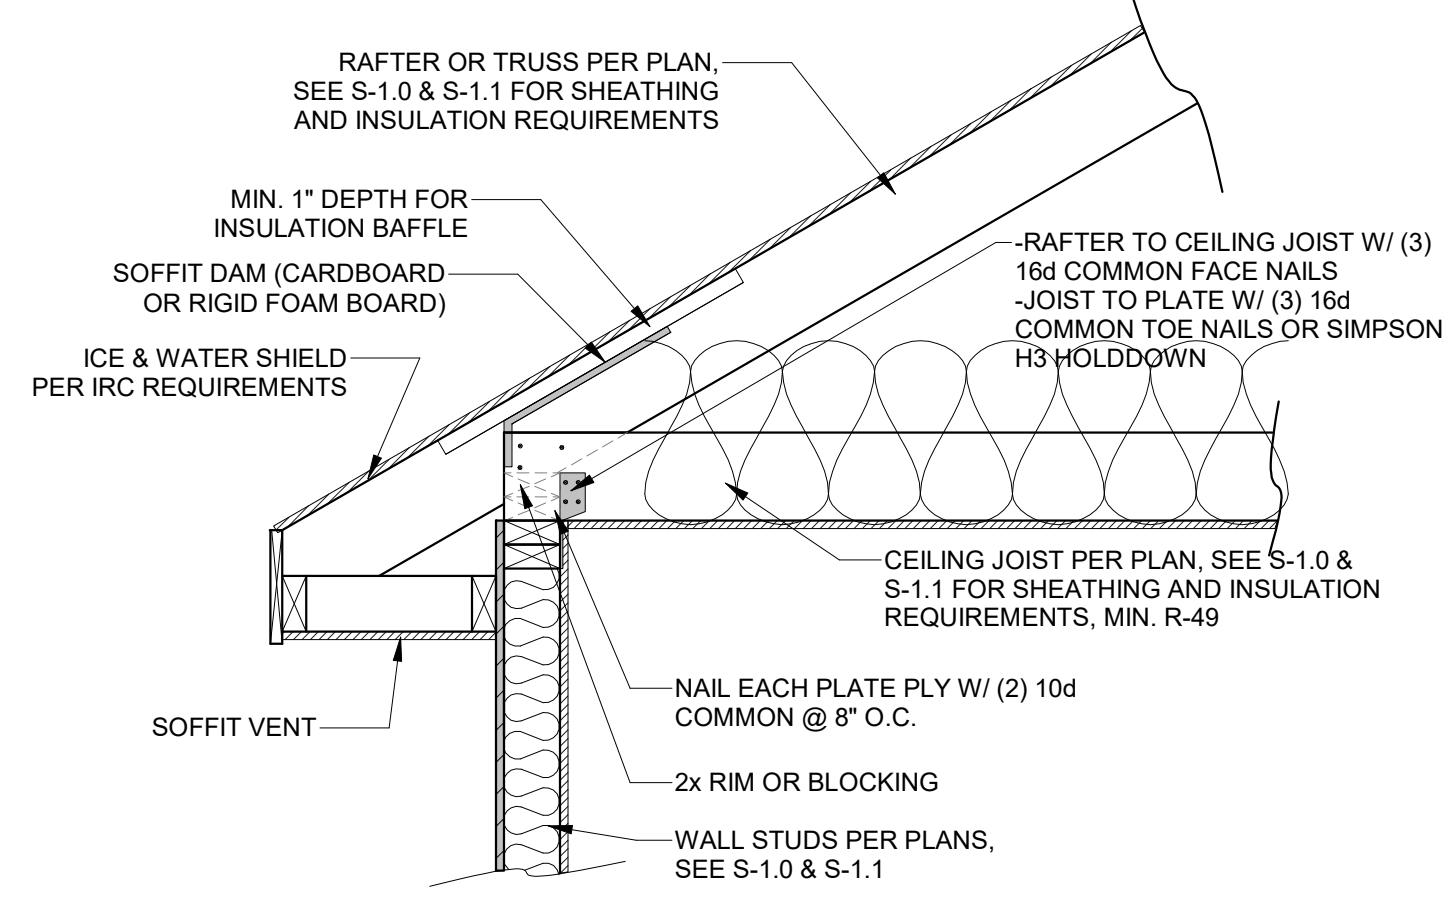 RAFTER OR TRUSS PER PLAN,
SEE S-1.0 & S-1.1 FOR SHEATHING
AND INSULATION REQUIREMENTS
MIN. 1" DEPTH FOR
INSULATION BAFFLE
SOFFIT DAM (CARDBOARD
OR RIGID FOAM BOARD)
ICE & WATER SHIELD
PER IRC REQUIREMENTS
-RAFTER TO CEILING JOIST W/ (3)
16d COMMON FACE NAILS
-JOIST TO PLATE W/ (3) 16d
COMMON TOE NAILS OR SIMPSON
H3 HOLDDOWN
CEILING JOIST PER PLAN, SEE S-1.0 &
S-1.1 FOR SHEATHING AND INSULATION
REQUIREMENTS, MIN. R-49
NAIL EACH PLATE PLY W/ (2) 10d
COMMON @ 8" O.C.
SOFFIT VENT
2x RIM OR BLOCKING
WALL STUDS PER PLANS,
SEE S-1.0 & S-1.1